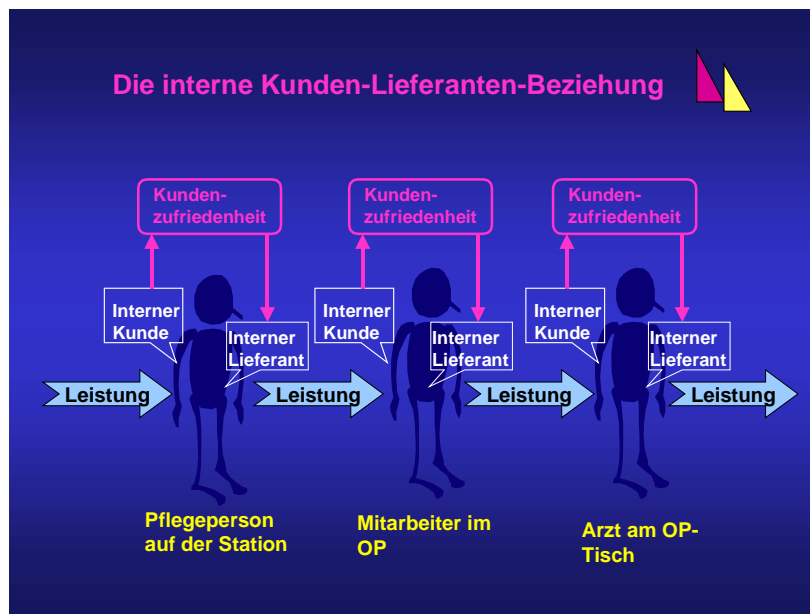 Die interne Kunden-Lieferanten-Beziehung
Kunden-
zufriedenheit
Kunden-
zufriedenheit
Kunden-
zufriedenheit
Interner
Kunde
Interner
Lieferant
Interner
Kunde
Interner
Lieferant
Interner
Kunde
Interner
Lieferant
Leistung
Leistung
Leistung
Leistung
Pflegeperson
auf der Station
Mitarbeiter im
OP
Arzt am OP-
Tisch